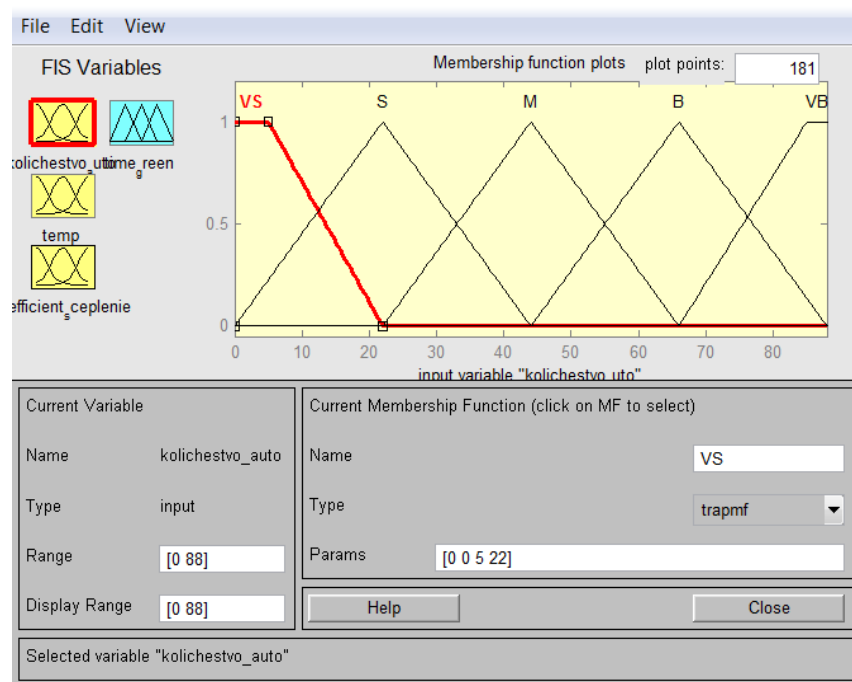 File Edit View
FIS Variables
Membership function plots plot points: 181
VS S M B VB
1
0.5
0
0 10 20 30 40 50 60 70 80
input variable "kolichestvo_uto"
kolichestvo_auto
time_green
temp
efficient_sceplenie
Current Variable
Name kolichestvo_auto
Type input
Range [0 88]
Display Range [0 88]
Current Membership Function (click on MF to select)
Name VS
Type trapmf
Params [0 0 5 22]
Help Close
Selected variable "kolichestvo_auto"